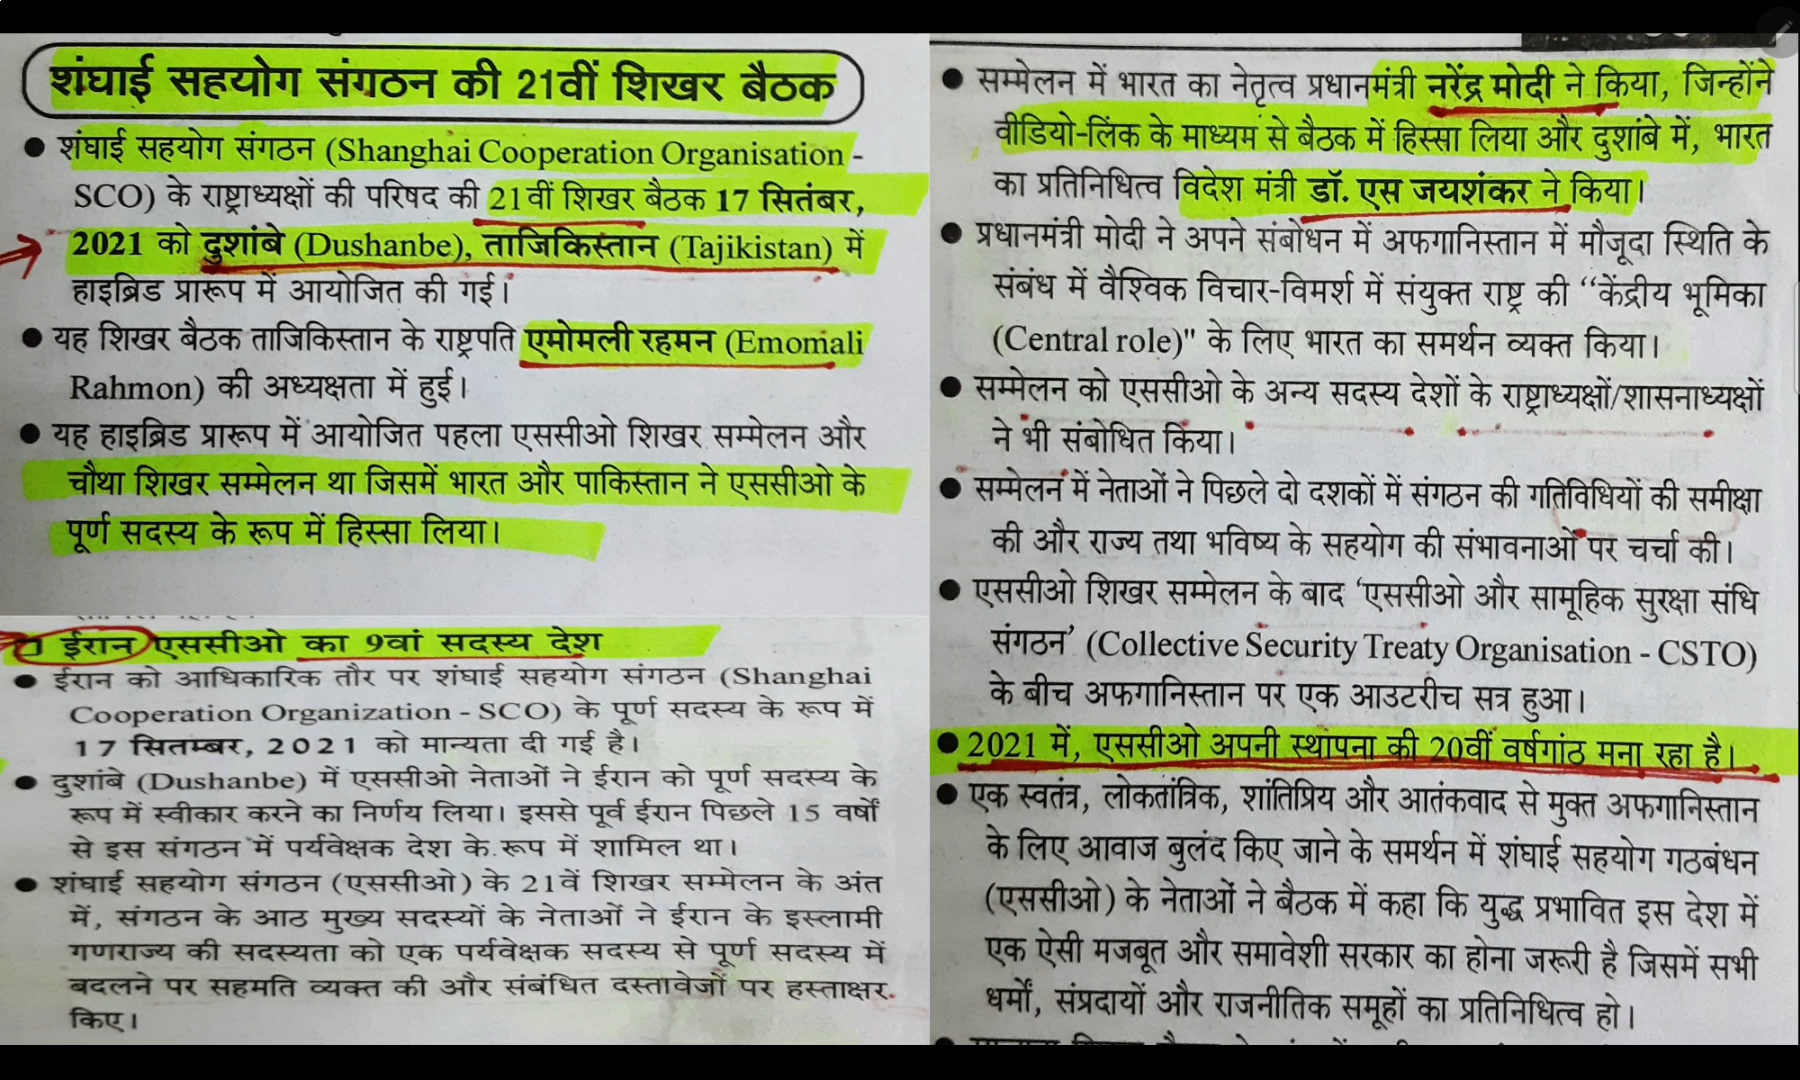 शंघाई सहयोग संगठन की 21वीं शिखर बैठक
● शंघाई सहयोग संगठन (Shanghai Cooperation Organisation -
SCO) के राष्ट्राध्यक्षों की परिषद की 21वीं शिखर बैठक 17 सितंबर,
2021 को दुशांबे (Dushanbe), ताजिकिस्तान (Tajikistan) में
हाइब्रिड प्रारूप में आयोजित की गई।
● यह शिखर बैठक ताजिकिस्तान के राष्ट्रपति एमोमली रहमन (Emomali
Rahmon) की अध्यक्षता में हुई।
● यह हाइब्रिड प्रारूप में आयोजित पहला एससीओ शिखर सम्मेलन और
चौथा शिखर सम्मेलन था जिसमें भारत और पाकिस्तान ने एससीओ के
पूर्ण सदस्य के रूप में हिस्सा लिया।
ईरान एससीओ का 9वां सदस्य देश
● ईरान को आधिकारिक तौर पर शंघाई सहयोग संगठन (Shanghai
Cooperation Organization - SCO) के पूर्ण सदस्य के रूप में
17 सितम्बर, 2021 को मान्यता दी गई है।
● दुशांबे (Dushanbe) में एससीओ नेताओं ने ईरान को पूर्ण सदस्य के
रूप में स्वीकार करने का निर्णय लिया। इससे पूर्व ईरान पिछले 15 वर्षों
से इस संगठन में पर्यवेक्षक देश के रूप में शामिल था।
● शंघाई सहयोग संगठन (एससीओ) के 21वें शिखर सम्मेलन के अंत
में, संगठन के आठ मुख्य सदस्यों के नेताओं ने ईरान के इस्लामी
गणराज्य की सदस्यता को एक पर्यवेक्षक सदस्य से पूर्ण सदस्य में
बदलने पर सहमति व्यक्त की और संबंधित दस्तावेजों पर हस्ताक्षर
किए।
● सम्मेलन में भारत का नेतृत्व प्रधानमंत्री नरेंद्र मोदी ने किया, जिन्होंने
वीडियो-लिंक के माध्यम से बैठक में हिस्सा लिया और दुशांबे में, भारत
का प्रतिनिधित्व विदेश मंत्री डॉ. एस जयशंकर ने किया।
● प्रधानमंत्री मोदी ने अपने संबोधन में अफगानिस्तान में मौजूदा स्थिति के
संबंध में वैश्विक विचार-विमर्श में संयुक्त राष्ट्र की “केंद्रीय भूमिका
(Central role)" के लिए भारत का समर्थन व्यक्त किया।
● सम्मेलन को एससीओ के अन्य सदस्य देशों के राष्ट्राध्यक्षों/शासनाध्यक्षों
ने भी संबोधित किया।
● सम्मेलन में नेताओं ने पिछले दो दशकों में संगठन की गतिविधियों की समीक्षा
की और राज्य तथा भविष्य के सहयोग की संभावनाओं पर चर्चा की।
● एससीओ शिखर सम्मेलन के बाद ‘एससीओ और सामूहिक सुरक्षा संधि
संगठन’ (Collective Security Treaty Organisation - CSTO)
के बीच अफगानिस्तान पर एक आउटरीच सत्र हुआ।
● 2021 में, एससीओ अपनी स्थापना की 20वीं वर्षगांठ मना रहा है।
● एक स्वतंत्र, लोकतांत्रिक, शांतिप्रिय और आतंकवाद से मुक्त अफगानिस्तान
के लिए आवाज बुलंद किए जाने के समर्थन में शंघाई सहयोग गठबंधन
(एससीओ) के नेताओं ने बैठक में कहा कि युद्ध प्रभावित इस देश में
एक ऐसी मजबूत और समावेशी सरकार का होना जरूरी है जिसमें सभी
धर्मों, संप्रदायों और राजनीतिक समूहों का प्रतिनिधित्व हो।